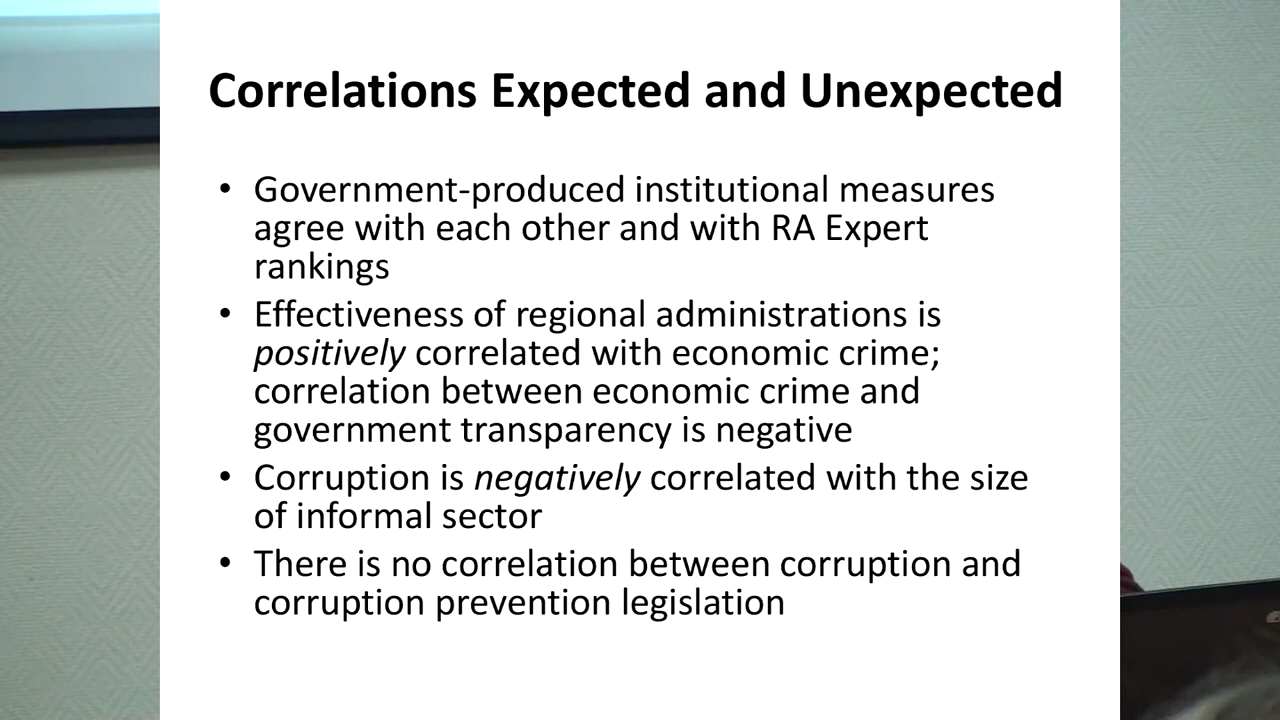 Correlations Expected and Unexpected
• Government-produced institutional measures
agree with each other and with RA Expert
rankings
• Effectiveness of regional administrations is
positively correlated with economic crime;
correlation between economic crime and
government transparency is negative
• Corruption is negatively correlated with the size
of informal sector
• There is no correlation between corruption and
corruption prevention legislation